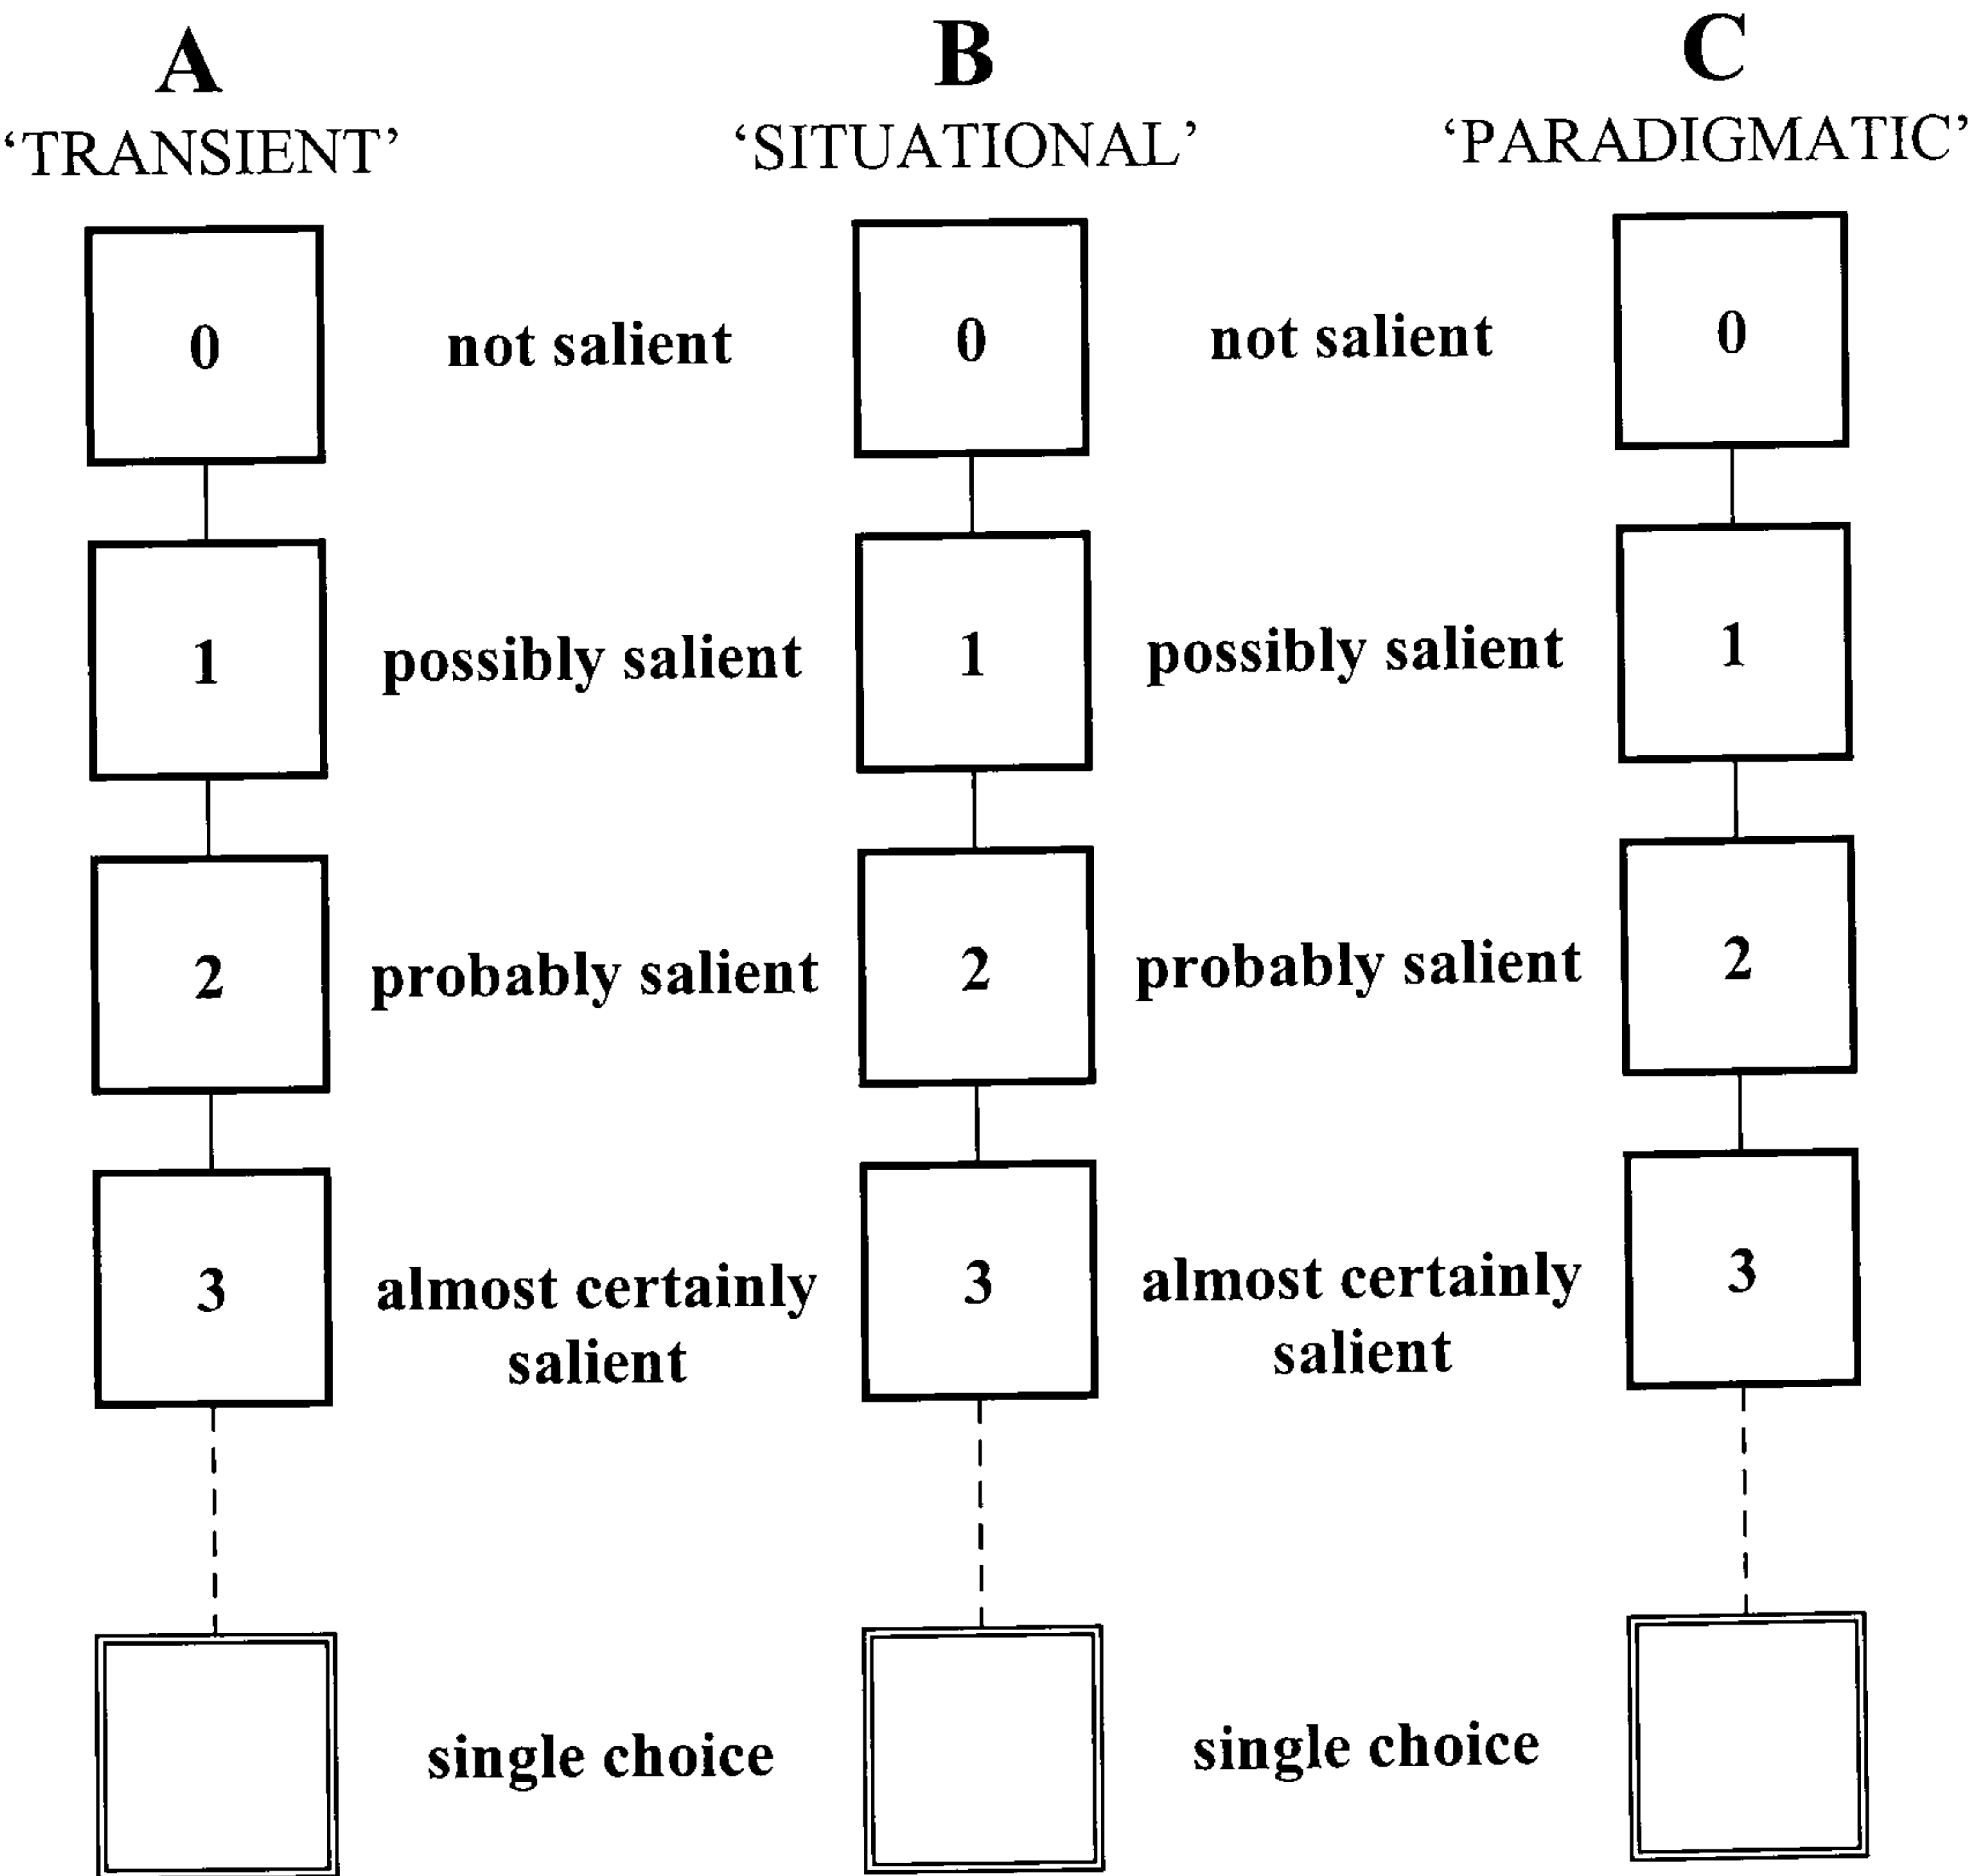 A B C
‘TRANSIENT’ ‘SITUATIONAL’ ‘PARADIGMATIC’
0 not salient 0 not salient 0
1 possibly salient 1 possibly salient 1
2 probably salient 2 probably salient 2
3 almost certainly 3 almost certainly 3
salient salient
single choice single choice